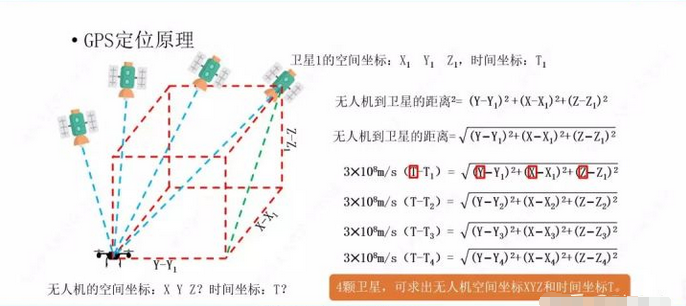 •GPS定位原理
卫星1的空间坐标：X₁ Y₁ Z₁，时间坐标：T₁
无人机到卫星的距离²= (Y-Y₁)²+(X-X₁)²+(Z-Z₁)²
无人机到卫星的距离=√(Y-Y₁)²+(X-X₁)²+(Z-Z₁)²
3×10⁸m/s (T-T₁) = √(Y-Y₁)²+(X-X₁)²+(Z-Z₁)²
3×10⁸m/s (T-T₂) = √(Y-Y₂)²+(X-X₂)²+(Z-Z₂)²
3×10⁸m/s (T-T₃) = √(Y-Y₃)²+(X-X₃)²+(Z-Z₃)²
3×10⁸m/s (T-T₄) = √(Y-Y₄)²+(X-X₄)²+(Z-Z₄)²
Z-Z₁
X-X₁
Y-Y₁
无人机的空间坐标：X Y Z？时间坐标：T？
4颗卫星，可求出无人机空间坐标XYZ和时间坐标T。